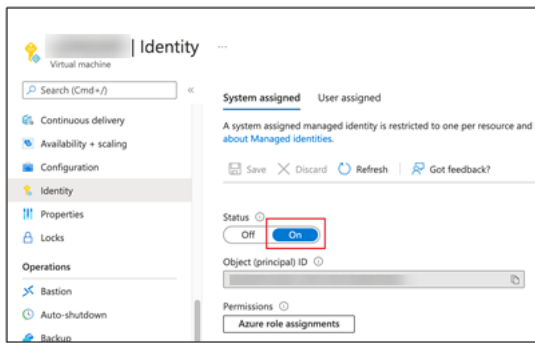 | Identity ...
Virtual machine
Search (Cmd+/)
«
Continuous delivery
Availability + scaling
Configuration
Identity
Properties
Locks
Operations
Bastion
Auto-shutdown
Backup
System assigned User assigned
A system assigned managed identity is restricted to one per resource and
about Managed identities.
Save Discard Refresh Got feedback?
Status
Off On
Object (principal) ID
Permissions
Azure role assignments